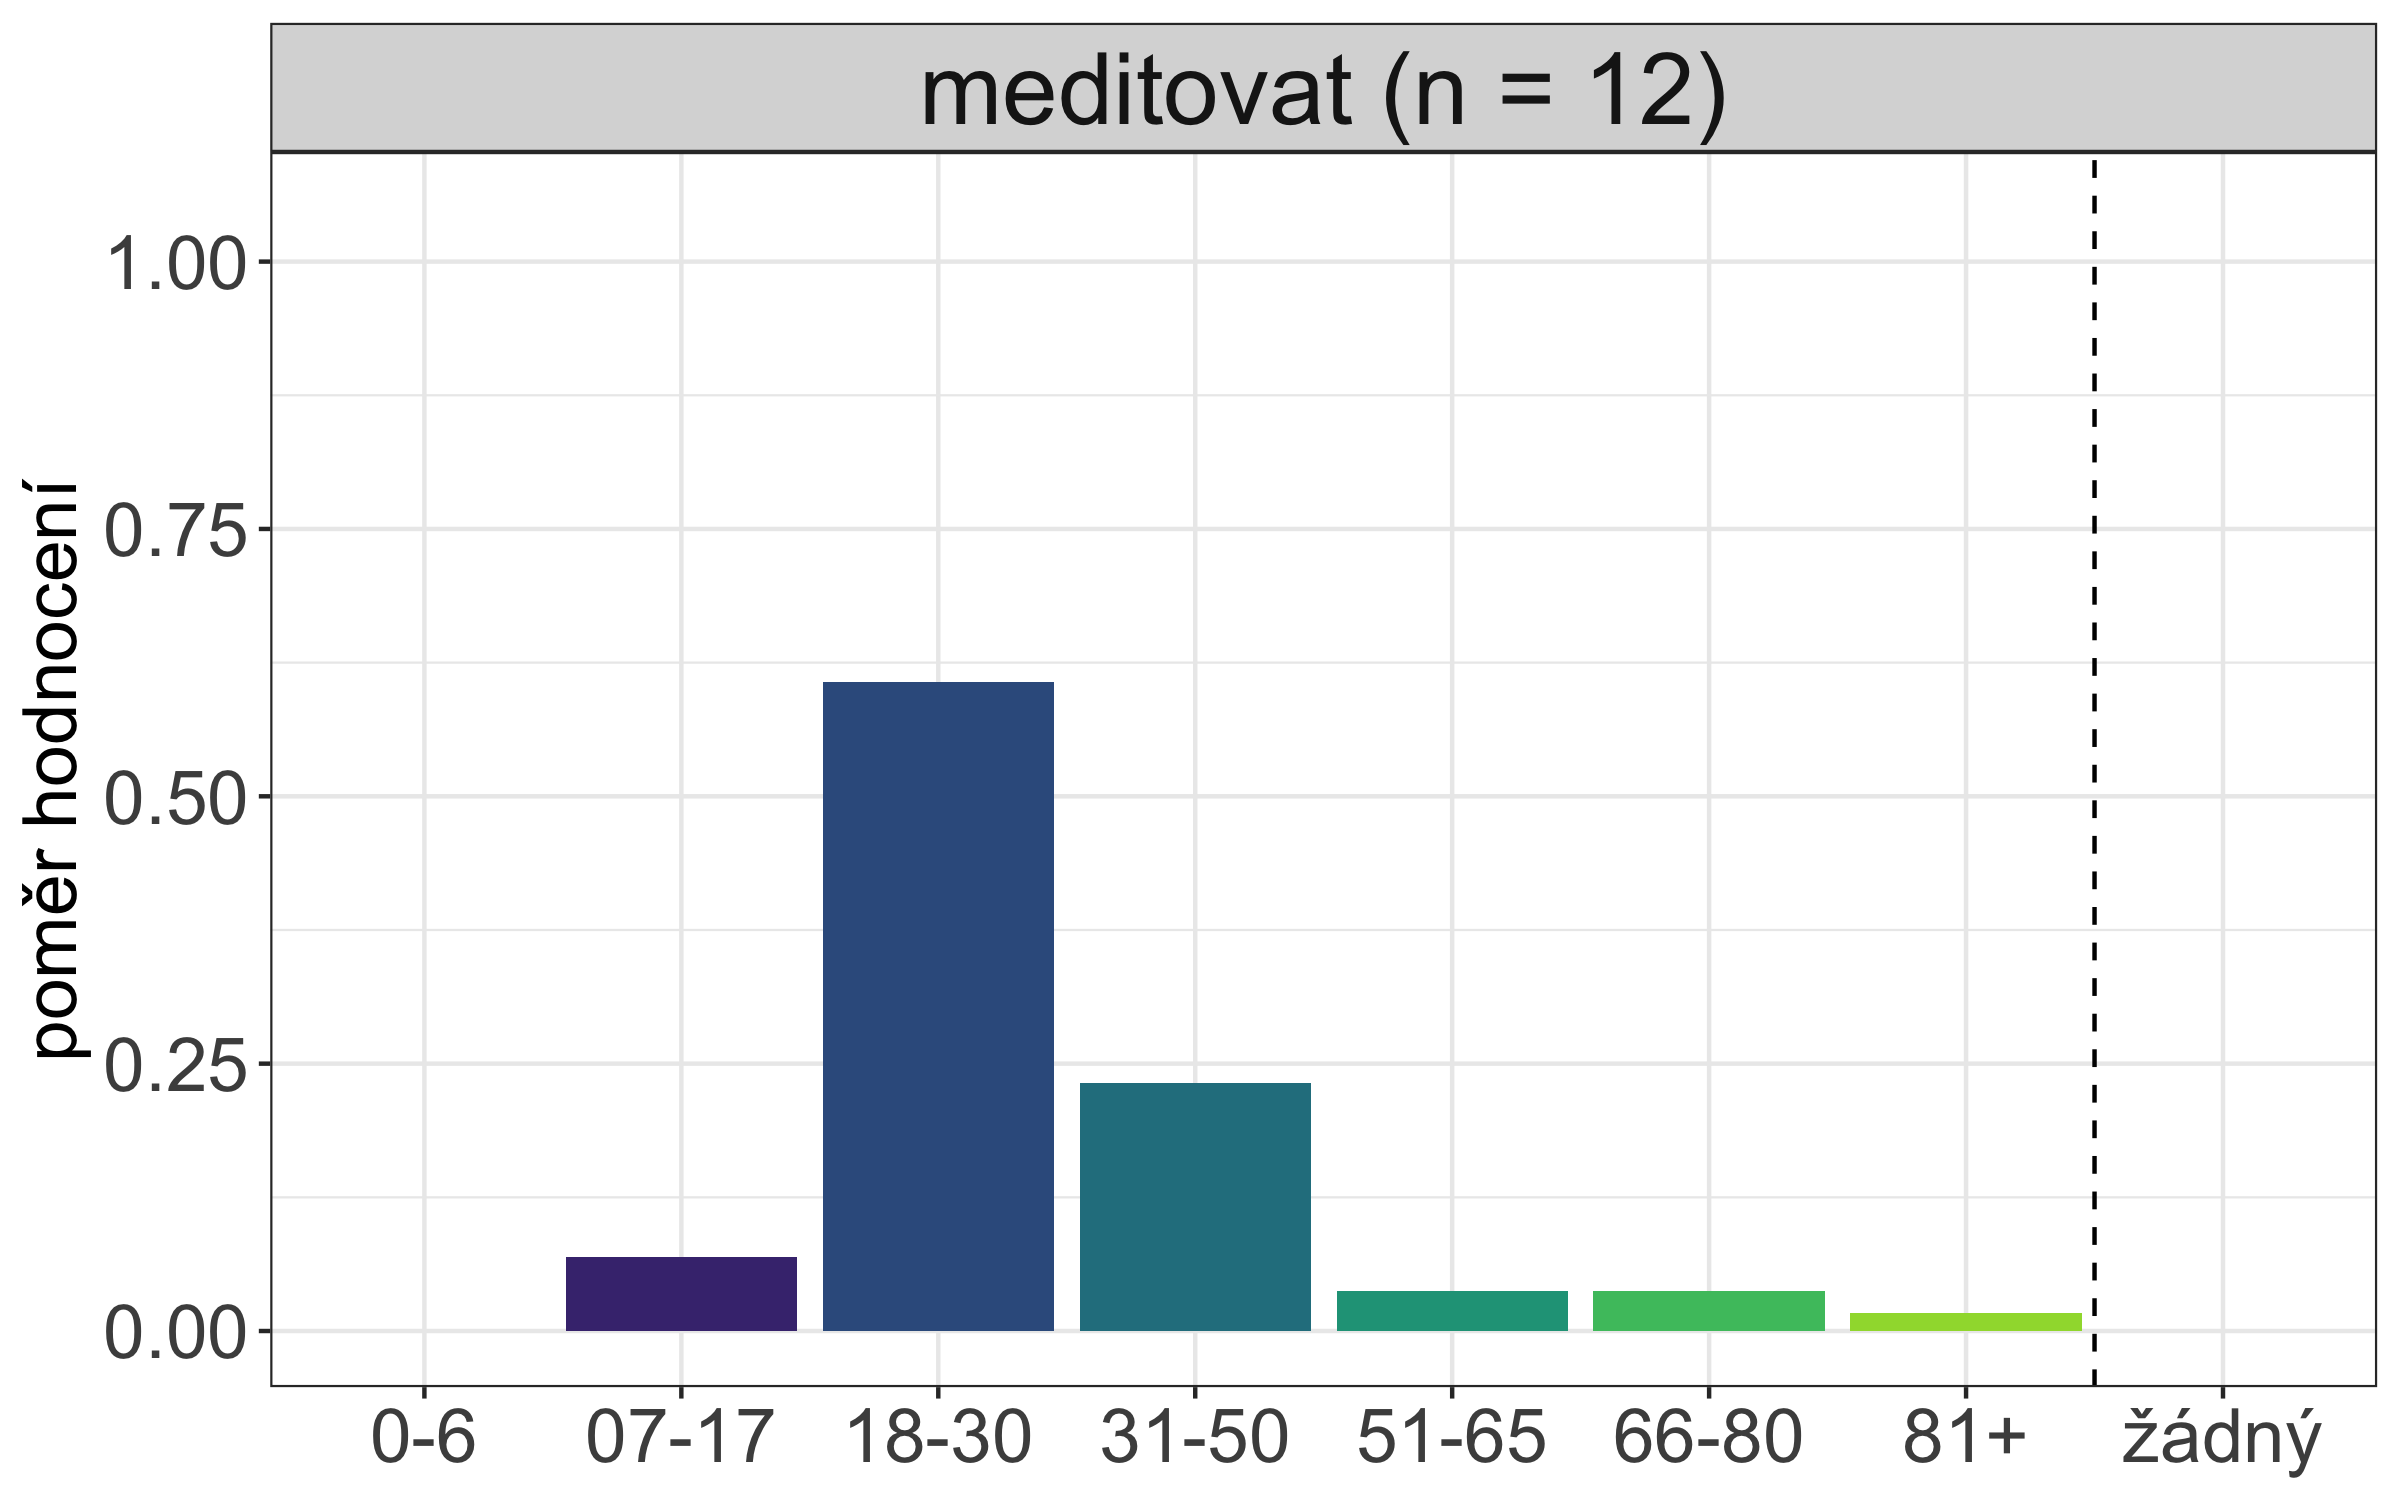 meditovat (n = 12)
poměr hodnocení
1.00
0.75
0.50
0.25
0.00
0-6 07-17 18-30 31-50 51-65 66-80 81+ žádný